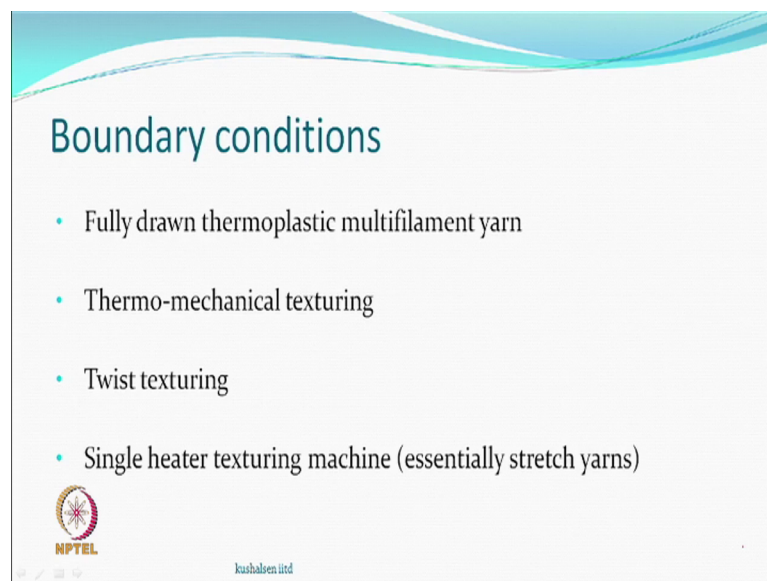 Boundary conditions
• Fully drawn thermoplastic multifilament yarn
• Thermo-mechanical texturing
• Twist texturing
• Single heater texturing machine (essentially stretch yarns)
NPTEL
kushalsen iitd